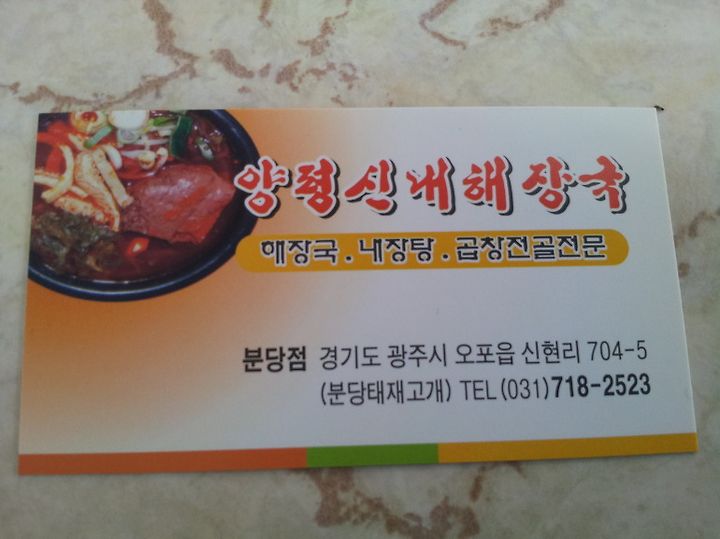 양평신내해장국
해장국 . 내장탕 . 곱창전골전문
분당점 경기도 광주시 오포읍 신현리 704-5
(분당태재고개) TEL (031) 718-2523